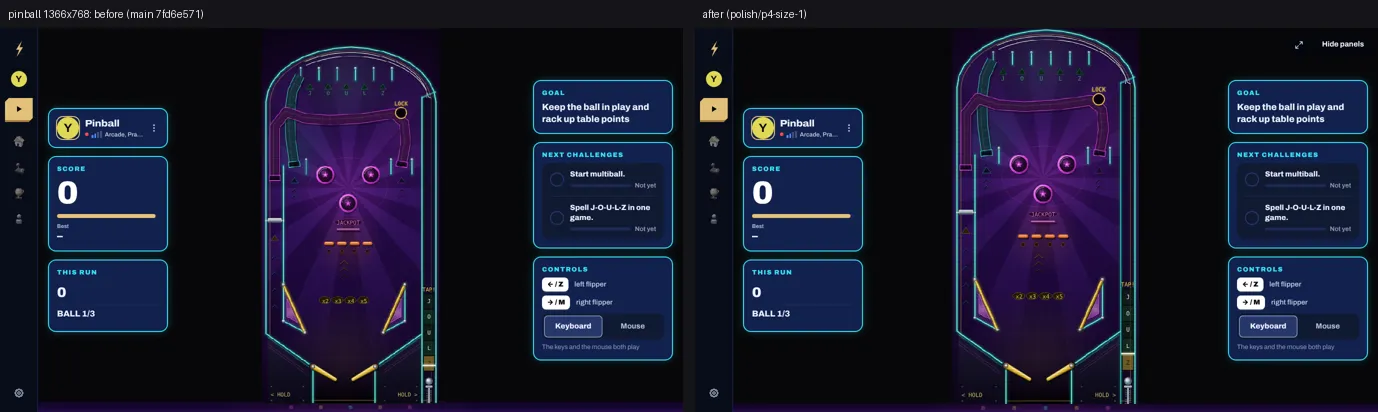 pinball 1366x768: before (main 7fd6e571)
Y
Y
Pinball
Arcade, Pra...
SCORE
0
Best
–
THIS RUN
0
BALL 1/3
LOCK
JACKPOT
x2 x3 x4 x5
TAP!
J
O
U
L
< HOLD
HOLD >
GOAL
Keep the ball in play and
rack up table points
NEXT CHALLENGES
Start multiball.
Not yet
Spell J-O-U-L-Z in one
game.
Not yet
CONTROLS
← / Z left flipper
→ / M right flipper
Keyboard Mouse
The keys and the mouse both play
after (polish/p4-size-1)
Hide panels
Y
Y
Pinball
Arcade, Pra...
SCORE
0
Best
–
THIS RUN
0
BALL 1/3
LOCK
JACKPOT
x2 x3 x4 x5
TAP!
J
O
U
L
Z
< HOLD
HOLD >
GOAL
Keep the ball in play and
rack up table points
NEXT CHALLENGES
Start multiball.
Not yet
Spell J-O-U-L-Z in one
game.
Not yet
CONTROLS
← / Z left flipper
→ / M right flipper
Keyboard Mouse
The keys and the mouse both play